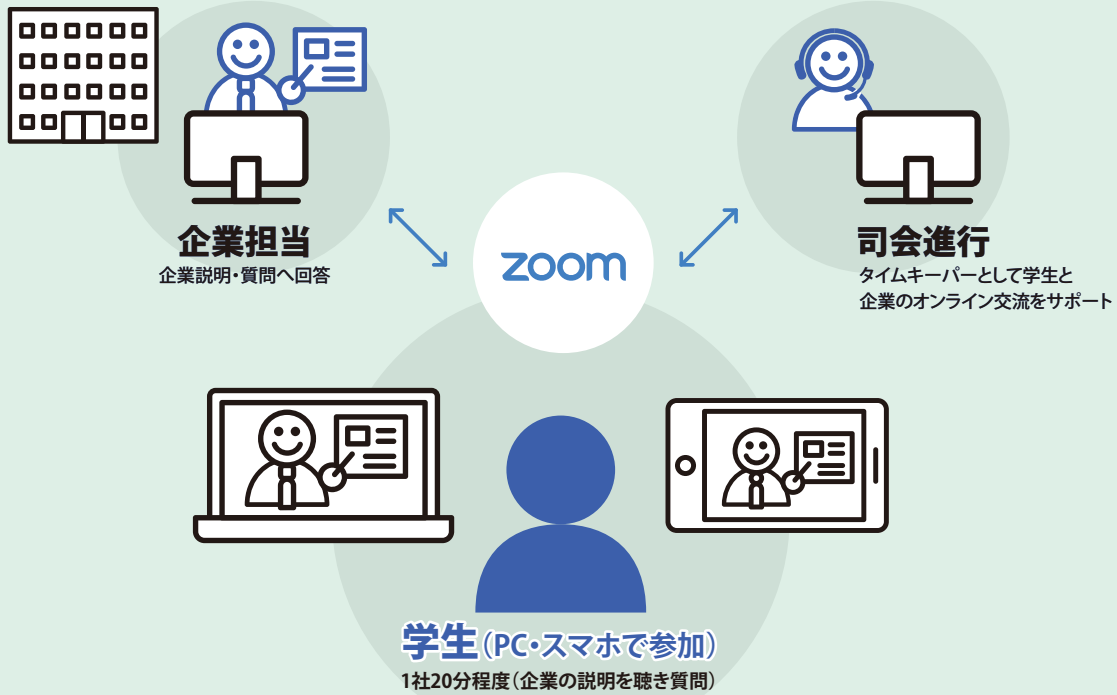 企業担当
企業説明・質問へ回答
zoom
司会進行
タイムキーパーとして学生と
企業のオンライン交流をサポート
学生(PC・スマホで参加)
1社20分程度(企業の説明を聴き質問)